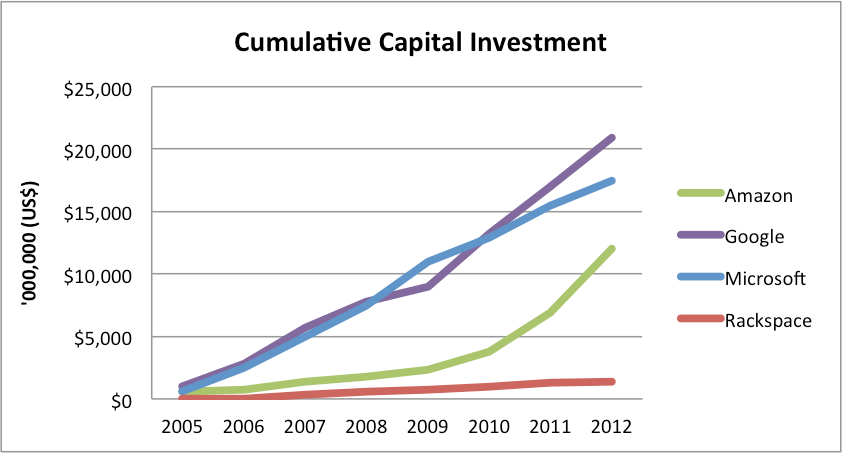 Cumulative Capital Investment
'000,000 (US$)
$25,000
$20,000
$15,000
$10,000
$5,000
$0
2005 2006 2007 2008 2009 2010 2011 2012
Amazon
Google
Microsoft
Rackspace